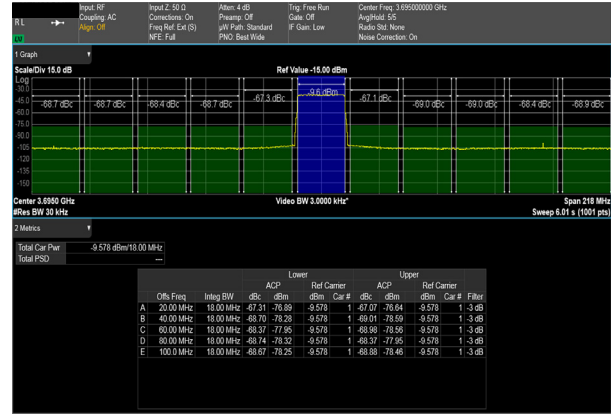 R L
Input: RF
Coupling: AC
Align: Off
Input Z: 50 Ω
Corrections: On
Freq Ref: Ext (S)
NFE: Full
Atten: 4 dB
Preamp: Off
µW Path: Standard
PNO: Best Wide
Trig: Free Run
Gate: Off
IF Gain: Low
Center Freq: 3.695000000 GHz
Avg|Hold: 5/5
Radio Std: None
Noise Correction: On
1 Graph
Scale/Div 15.0 dB
Ref Value -15.00 dBm
Log
-30.0
-45.0
-60.0
-75.0
-90.0
-105
-120
-135
-150
-68.7 dBc
-68.7 dBc
-68.4 dBc
-68.7 dBc
-67.3 dBc
-9.6 dBm
-67.1 dBc
-69.0 dBc
-69.0 dBc
-68.4 dBc
-68.9 dBc
Center 3.6950 GHz
Video BW 3.0000 kHz*
Span 218 MHz
#Res BW 30 kHz
Sweep 6.01 s (1001 pts)
2 Metrics
Total Car Pwr -9.578 dBm/18.00 MHz
Total PSD ---
Lower Upper
ACP Ref Carrier ACP Ref Carrier
Offs Freq Integ BW dBc dBm dBm Car # dBc dBm dBm Car # Filter
A 20.00 MHz 18.00 MHz -67.31 -76.89 -9.578 1 -67.07 -76.64 -9.578 1 -3 dB
B 40.00 MHz 18.00 MHz -68.70 -78.28 -9.578 1 -69.01 -78.59 -9.578 1 -3 dB
C 60.00 MHz 18.00 MHz -68.37 -77.95 -9.578 1 -68.98 -78.56 -9.578 1 -3 dB
D 80.00 MHz 18.00 MHz -68.74 -78.32 -9.578 1 -68.37 -77.95 -9.578 1 -3 dB
E 100.0 MHz 18.00 MHz -68.67 -78.25 -9.578 1 -68.88 -78.46 -9.578 1 -3 dB